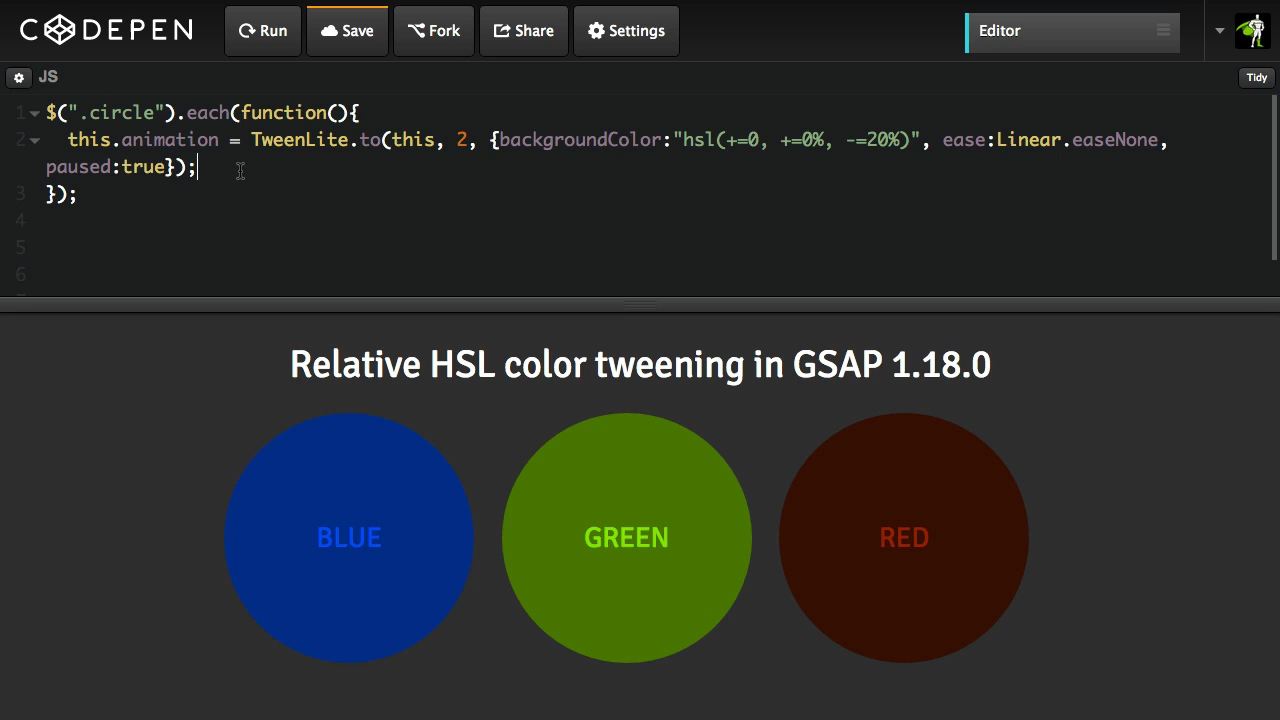 CODEPEN Run Save Fork Share Settings Editor
JS Tidy
1 $(".circle").each(function(){
2 this.animation = TweenLite.to(this, 2, {backgroundColor:"hsl(+=0, +=0%, -=20%)", ease:Linear.easeNone,
paused:true});
3 });
4
5
6
Relative HSL color tweening in GSAP 1.18.0
BLUE GREEN RED